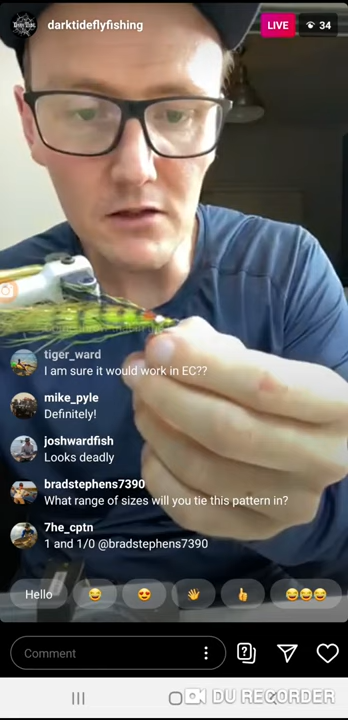 darktideflyfishing
LIVE
34
tiger_ward
I am sure it would work in EC??
mike_pyle
Definitely!
joshwardfish
Looks deadly
bradstephens7390
What range of sizes will you tie this pattern in?
7he_cptn
1 and 1/0 @bradstephens7390
Hello
Comment
DU RECORDER